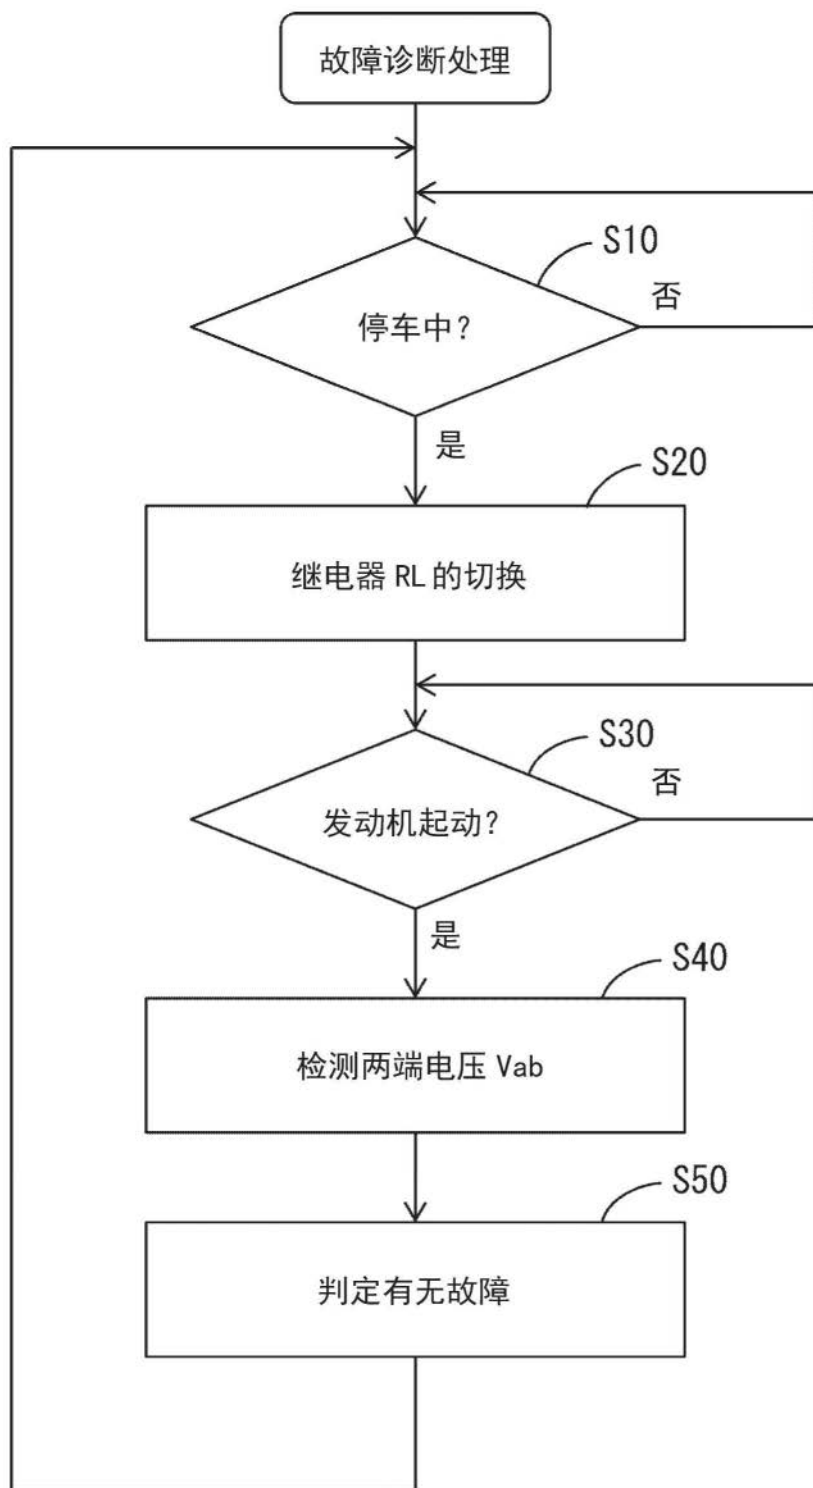 故障诊断处理
S10
停车中?
否
是
S20
继电器 RL 的切换
S30
发动机起动?
否
是
S40
检测两端电压 Vab
S50
判定有无故障